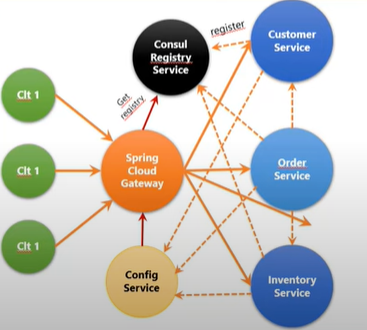 Customer
Service
register
Consul
Registry
Service
Get
registry
Clt 1
Clt 1
Spring
Cloud
Gateway
Order
Service
Clt 1
Config
Service
Inventory
Service